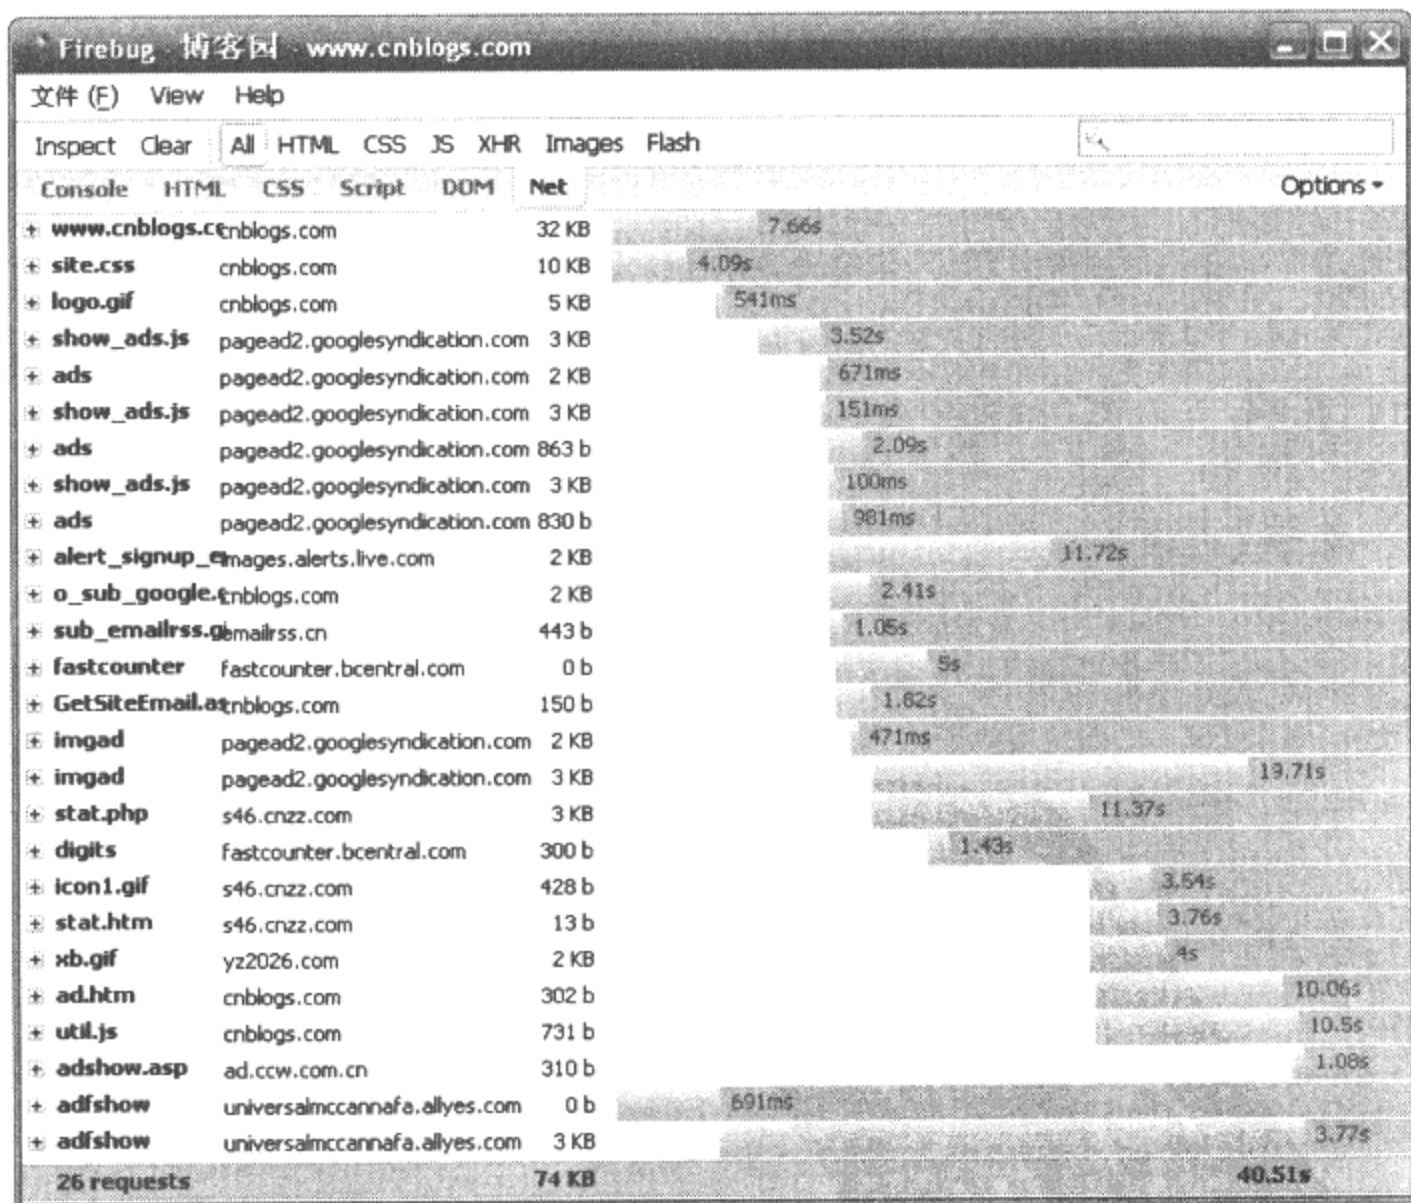 Firebug - 博客园 - www.cnblogs.com
文件 (F) View Help
Inspect Clear All HTML CSS JS XHR Images Flash
Console HTML CSS Script DOM Net Options
www.cnblogs.cc cnblogs.com 32 KB 7.66s
site.css cnblogs.com 10 KB 4.09s
logo.gif cnblogs.com 5 KB 541ms
show_ads.js pagead2.googlesyndication.com 3 KB 3.52s
ads pagead2.googlesyndication.com 2 KB 671ms
show_ads.js pagead2.googlesyndication.com 3 KB 151ms
ads pagead2.googlesyndication.com 863 b 2.09s
show_ads.js pagead2.googlesyndication.com 3 KB 100ms
ads pagead2.googlesyndication.com 830 b 981ms
alert_signup_e images.alerts.live.com 2 KB 11.72s
o_sub_google. cnblogs.com 2 KB 2.41s
sub_emailrss.gi emailrss.cn 443 b 1.05s
fastcounter fastcounter.bcentral.com 0 b 5s
GetSiteEmail.as cnblogs.com 150 b 1.82s
imgad pagead2.googlesyndication.com 2 KB 471ms
imgad pagead2.googlesyndication.com 3 KB 19.71s
stat.php s46.cnzz.com 3 KB 11.37s
digits fastcounter.bcentral.com 300 b 1.43s
icon1.gif s46.cnzz.com 428 b 3.54s
stat.htm s46.cnzz.com 13 b 3.76s
xb.gif yz2026.com 2 KB 4s
ad.htm cnblogs.com 302 b 10.06s
util.js cnblogs.com 731 b 10.5s
adshow.asp ad.ccw.com.cn 310 b 1.08s
adfshow universalmccannafa.allyes.com 0 b 691ms
adfshow universalmccannafa.allyes.com 3 KB 3.77s
26 requests 74 KB 40.51s